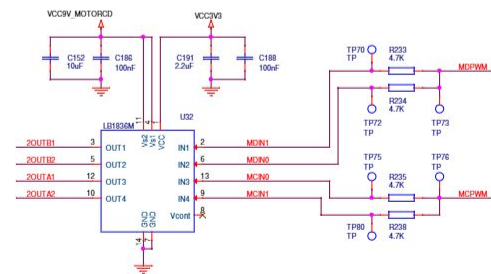 VCC9V_MOTORCD
VCC3V3
C152
10uF
C186
100nF
C191
2.2uF
C188
100nF
TP70
TP
R233
4.7K
MDPWM
R234
4.7K
TP72
TP
TP73
TP
LB1836M
U32
11
4
1
Vs2
Vs1
VCC
2OUTB1
3
OUT1
IN1
2
MDIN1
2OUTB2
5
OUT2
IN2
6
MDIN0
2OUTA1
12
OUT3
IN3
13
MCIN0
2OUTA2
10
OUT4
IN4
9
MCIN1
Vcont
8
GND
GND
14
7
TP75
TP
TP76
TP
R235
4.7K
MCPWM
R238
4.7K
TP80
TP